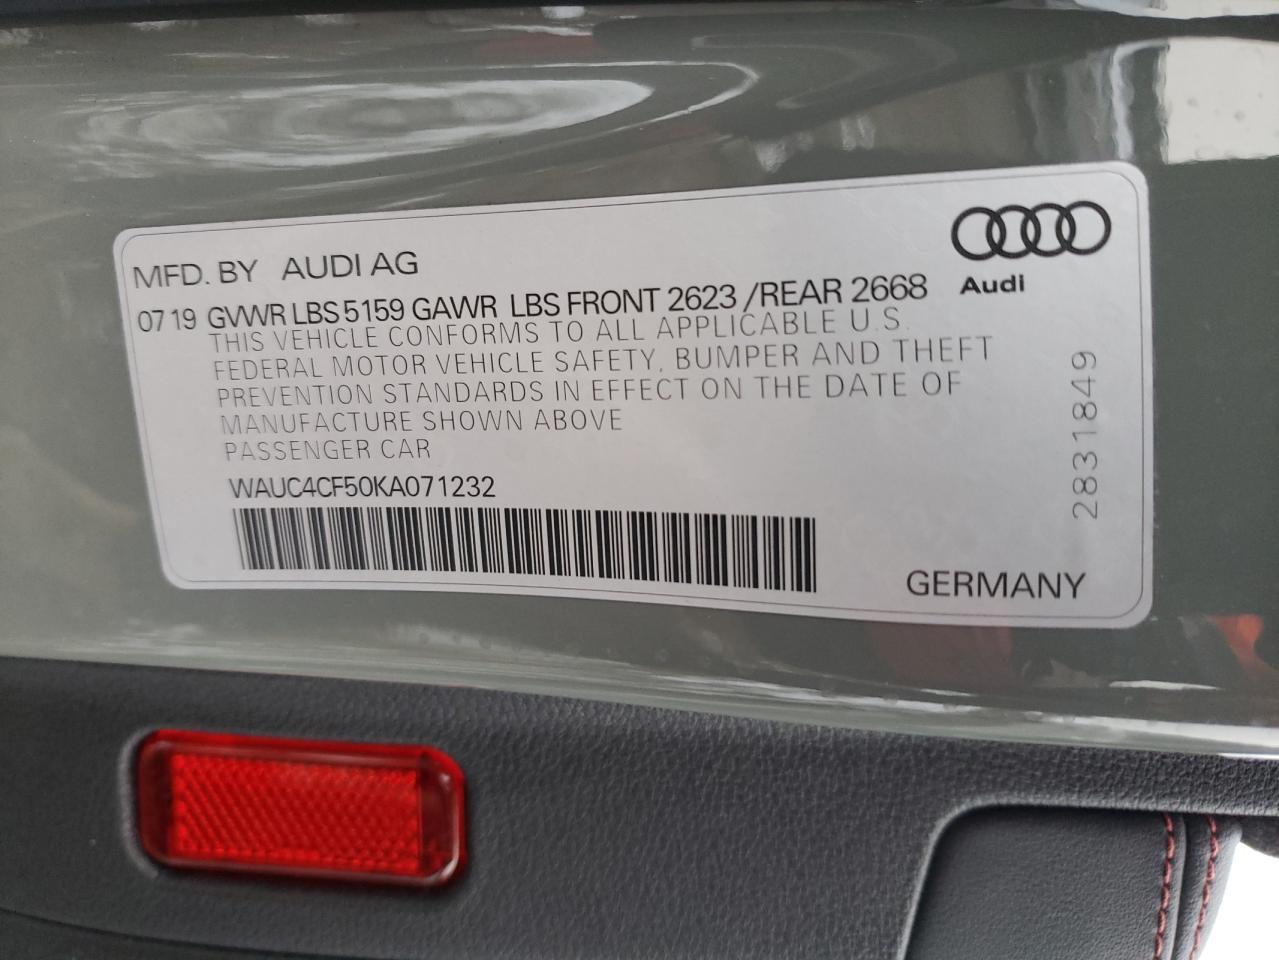 MFD. BY AUDI AG
Audi
07 19 GVWR LBS 5159 GAWR LBS FRONT 2623 /REAR 2668
THIS VEHICLE CONFORMS TO ALL APPLICABLE U.S.
FEDERAL MOTOR VEHICLE SAFETY, BUMPER AND THEFT
PREVENTION STANDARDS IN EFFECT ON THE DATE OF
MANUFACTURE SHOWN ABOVE
PASSENGER CAR
WAUC4CF50KA071232
GERMANY
2831849